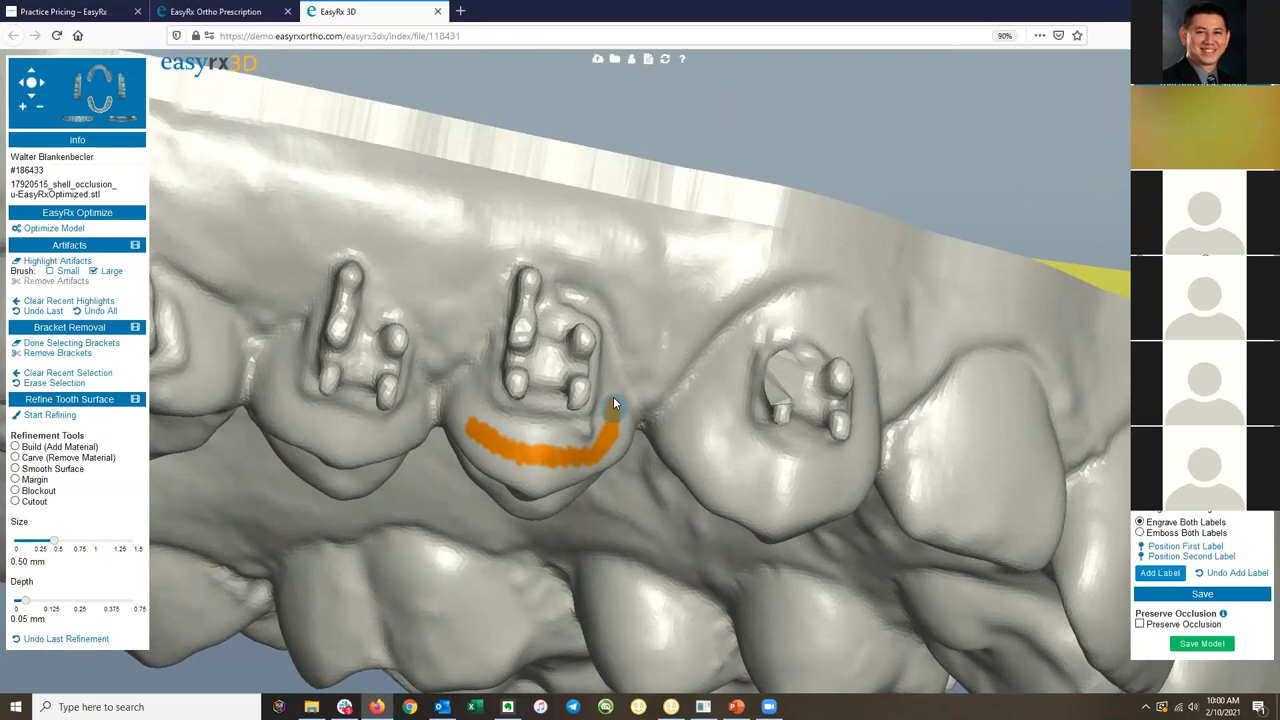 Practice Pricing - EasyRx
EasyRx Ortho Prescription
EasyRx 3D
https://demo.easyrxortho.com/easyrx3dx/index/file/118431
90%
easyrx3D
Info
Walter Blankenbecler
#186433
17920515_shell_occlusion_
u-EasyRxOptimized.stl
EasyRx Optimize
Optimize Model
Artifacts
Highlight Artifacts
Brush: Small Large
Remove Artifacts
Clear Recent Highlights
Undo Last Undo All
Bracket Removal
Done Selecting Brackets
Remove Brackets
Clear Recent Selection
Erase Selection
Refine Tooth Surface
Start Refining
Refinement Tools
Build (Add Material)
Carve (Remove Material)
Smooth Surface
Margin
Blockout
Cutout
Size
0 0.25 0.5 0.75 1 1.25 1.5
0.50 mm
Depth
0 0.125 0.25 0.375 0.75
0.05 mm
Undo Last Refinement
Engrave Both Labels
Emboss Both Labels
Position First Label
Position Second Label
Add Label Undo Add Label
Save
Preserve Occlusion
Preserve Occlusion
Save Model
Type here to search
10:00 AM
2/10/2021